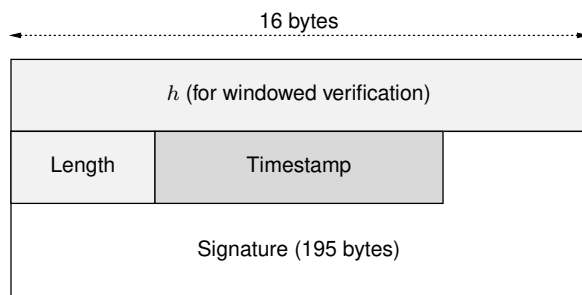 16 bytes
h (for windowed verification)
Length Timestamp
Signature (195 bytes)